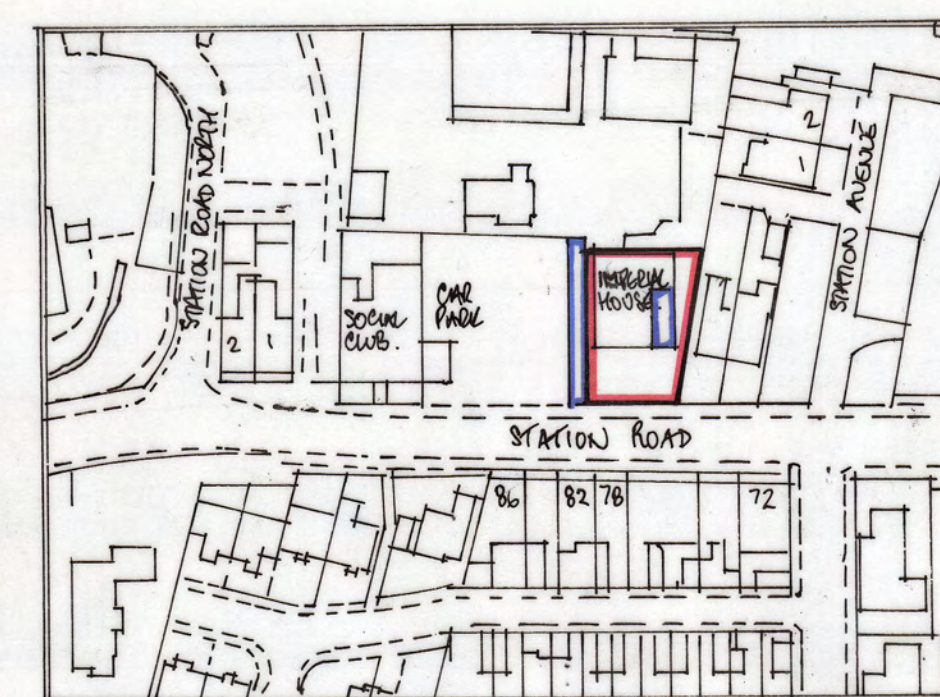 STATION ROAD NORTH
2
1
STATION AVENUE
IMPERIAL
HOUSE
CAR
PARK
SOCIAL
CLUB
2
1
STATION ROAD
86
82
78
72